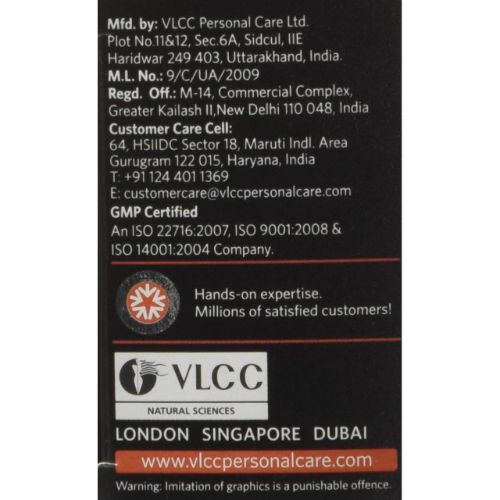 Mfd. by: VLCC Personal Care Ltd.
Plot No.11&12, Sec.6A, Sidcul, IIE
Haridwar 249 403, Uttarakhand, India.
M.L. No.: 9/C/UA/2009
Regd. Off.: M-14, Commercial Complex,
Greater Kailash II,New Delhi 110 048, India
Customer Care Cell:
64, HSIIDC Sector 18, Maruti Indl. Area
Gurugram 122 015, Haryana, India
T: +91 124 401 1369
E: customercare@vlccpersonalcare.com
GMP Certified
An ISO 22716:2007, ISO 9001:2008 &
ISO 14001:2004 Company.
Hands-on expertise.
Millions of satisfied customers!
VLCC
NATURAL SCIENCES
LONDON SINGAPORE DUBAI
www.vlccpersonalcare.com
Warning: Imitation of graphics is a punishable offence.